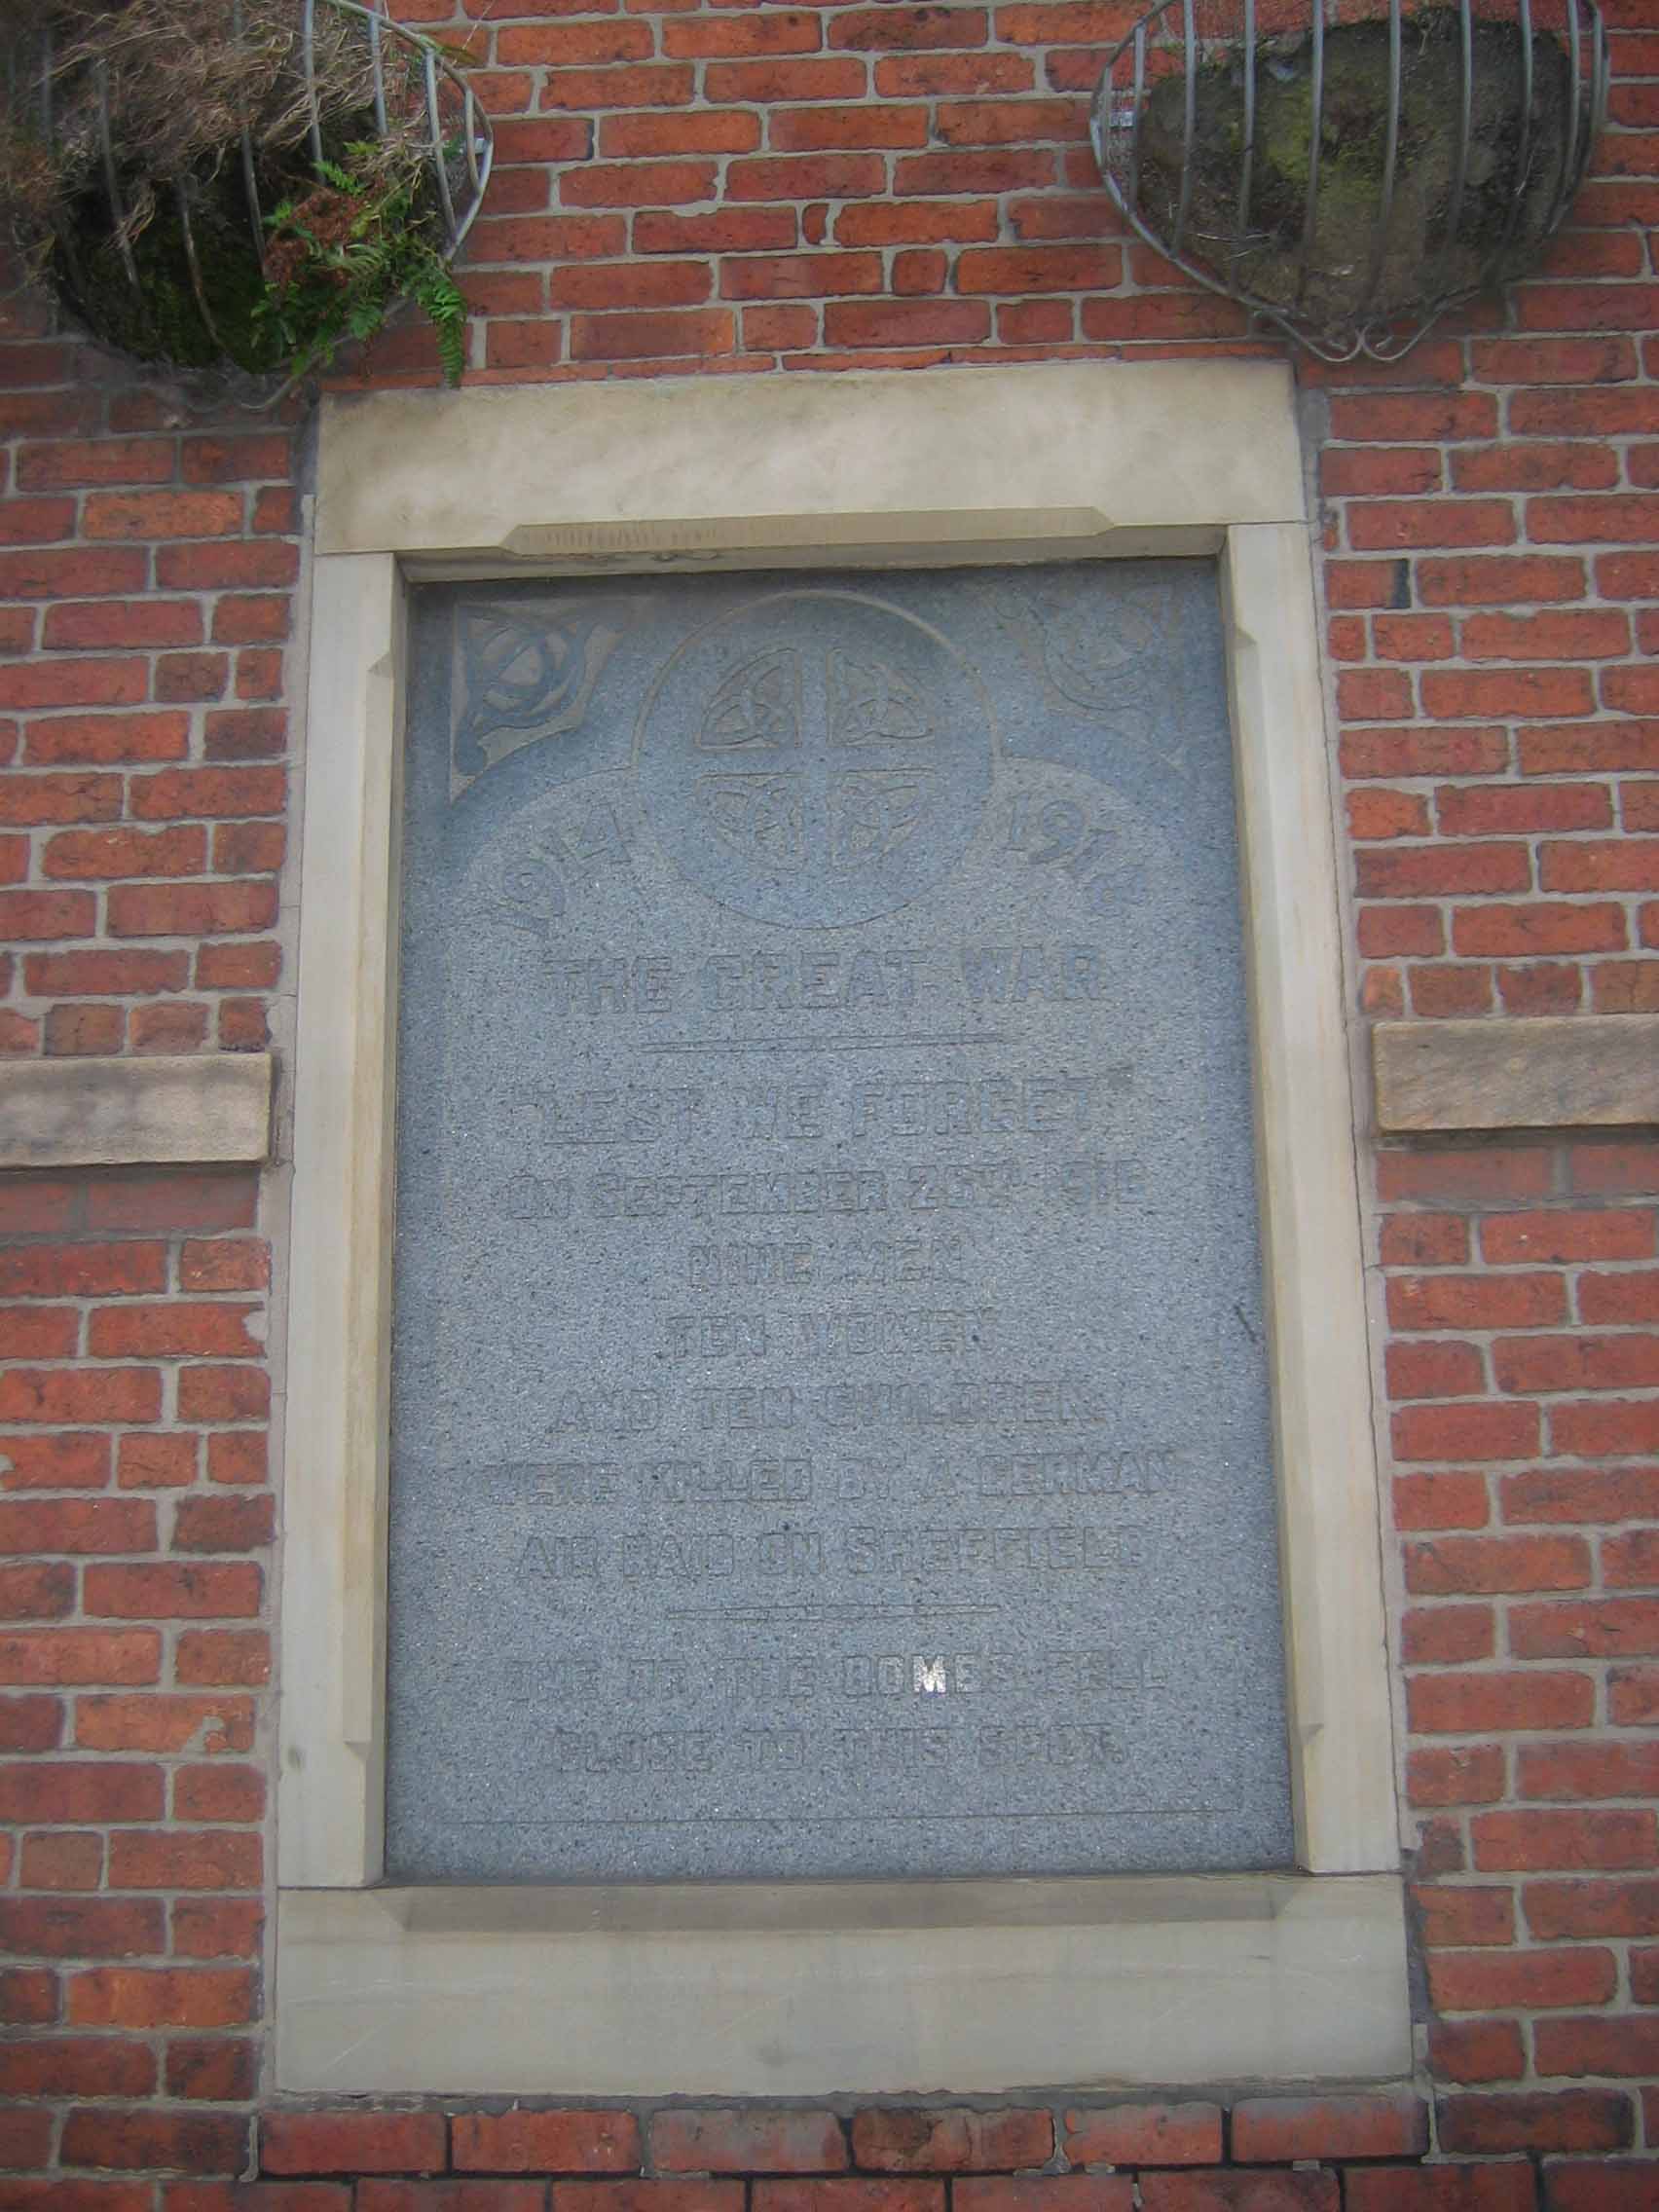 1914 1918
THE GREAT WAR
"LEST WE FORGET"
ON SEPTEMBER 25TH 1916
NINE MEN
TEN WOMEN
AND TEN CHILDREN
WERE KILLED BY A GERMAN
AIR RAID ON SHEFFIELD
ONE OF THE BOMBS FELL
CLOSE TO THIS SPOT.